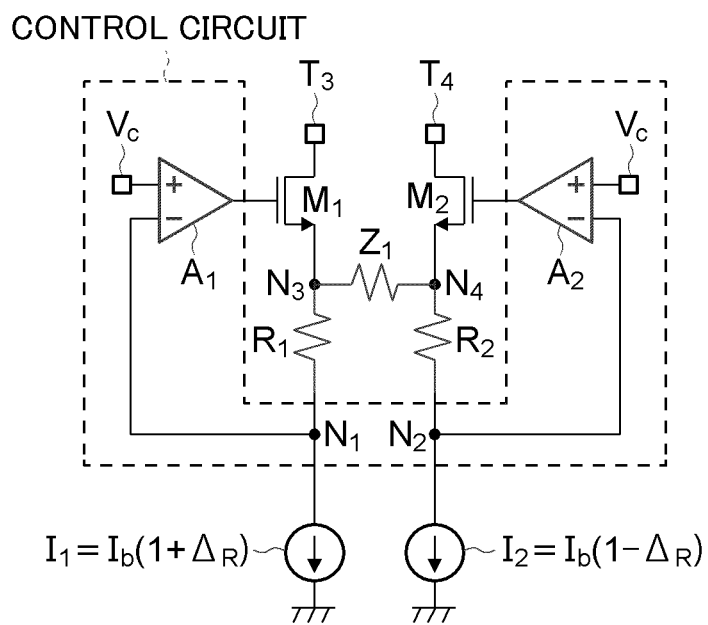 CONTROL CIRCUIT
T3 T4
Vc Vc
+ +
M1 M2
− −
Z1
A1 A2
N3 N4
R1 R2
N1 N2
I1=Ib(1+ΔR) I2=Ib(1−ΔR)